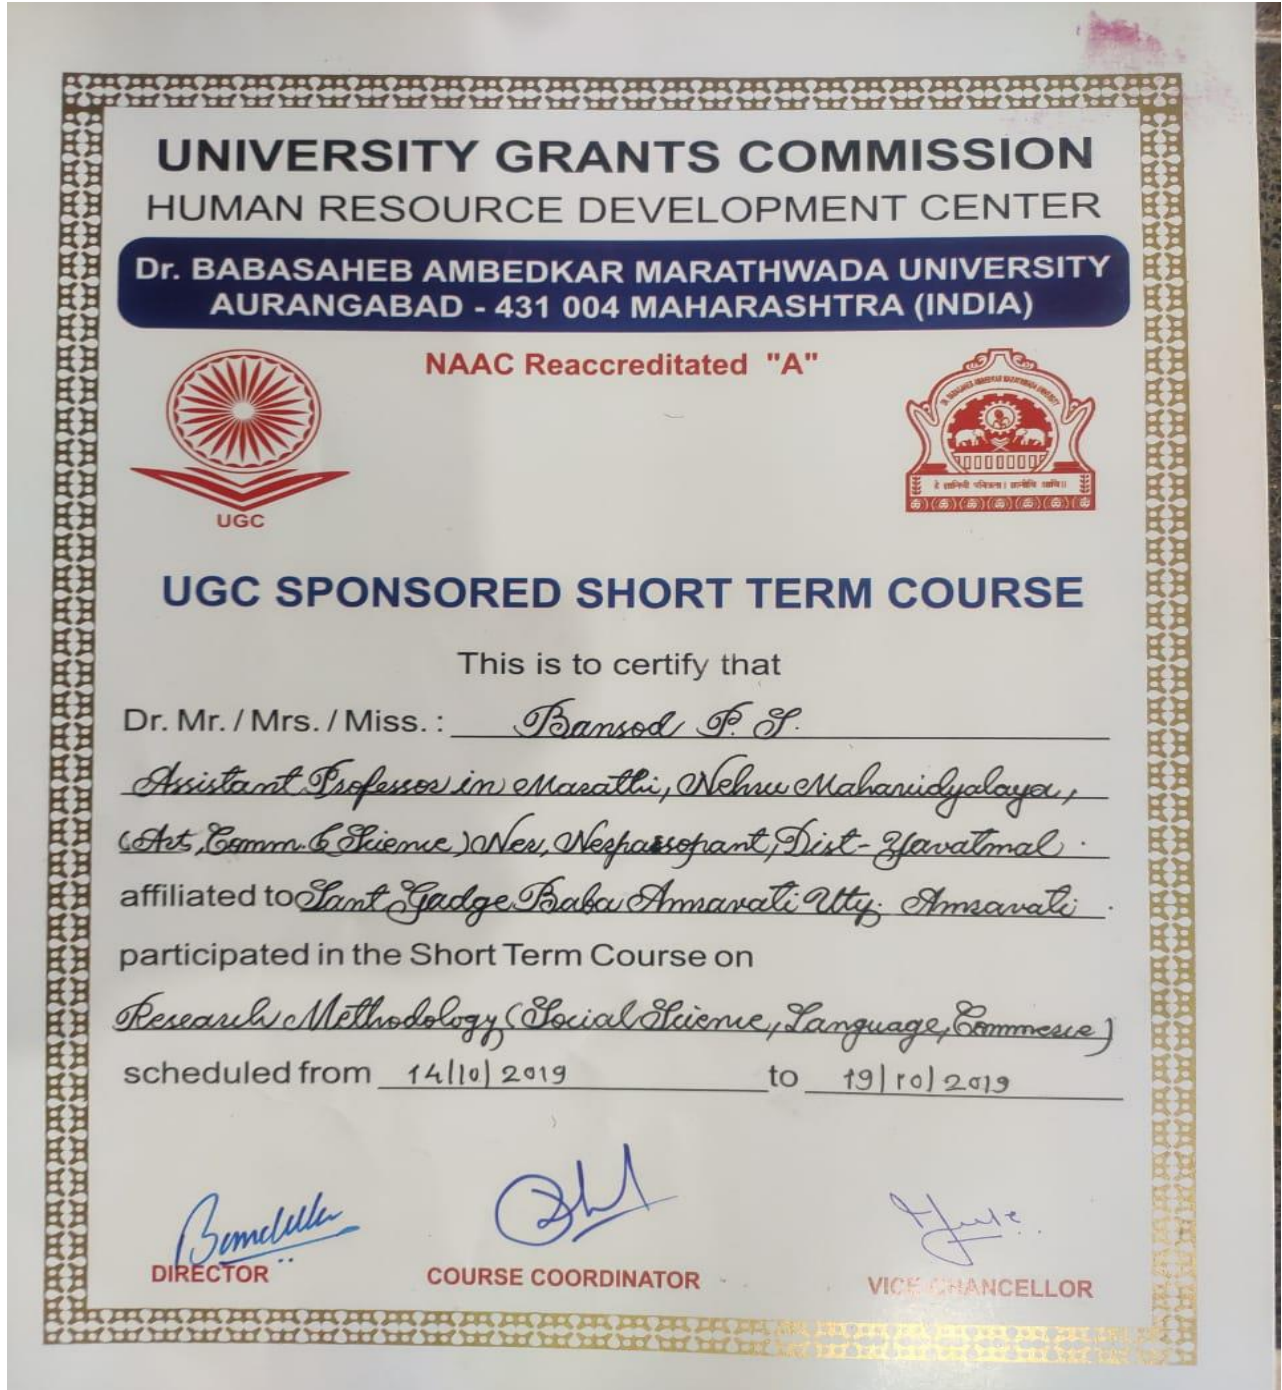 UNIVERSITY GRANTS COMMISSION
HUMAN RESOURCE DEVELOPMENT CENTER
Dr. BABASAHEB AMBEDKAR MARATHWADA UNIVERSITY
AURANGABAD - 431 004 MAHARASHTRA (INDIA)
NAAC Reaccreditated "A"
UGC
UGC SPONSORED SHORT TERM COURSE
This is to certify that
Dr. Mr. / Mrs. / Miss. : Bansod P. S.
Assistant Professor in Marathi, Nehru Mahavidyalaya,
(Art, Comm. & Science) Ner, Nerparsopant, Dist - Yavatmal.
affiliated to Sant Gadge Baba Amravati Uty. Amravati.
participated in the Short Term Course on
Research Methodology (Social Science, Language, Commerce)
scheduled from 14/10/2019 to 19/10/2019
DIRECTOR
COURSE COORDINATOR
VICE CHANCELLOR